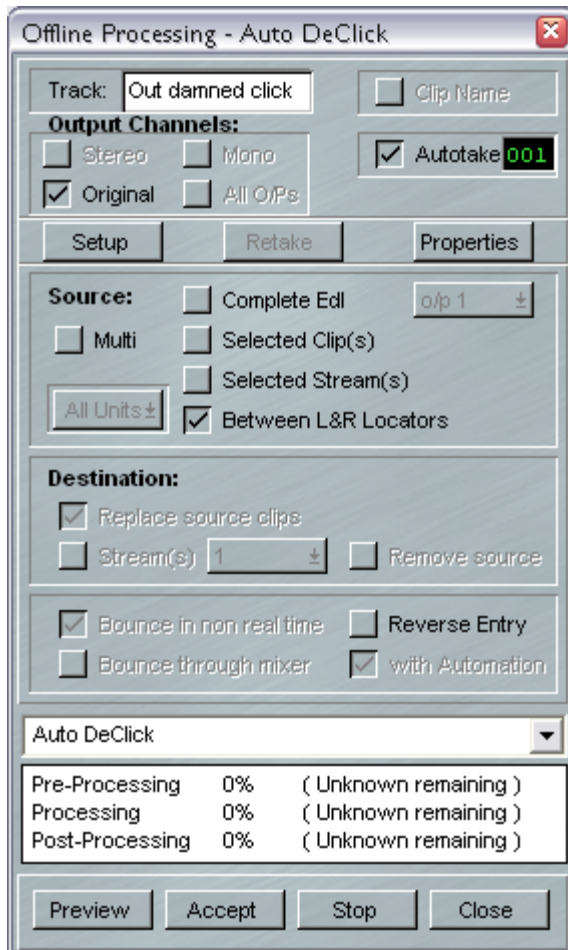 Offline Processing - Auto DeClick
Track: Out damned click
Clip Name
Output Channels:
Stereo Mono
Autotake 001
Original All O/Ps
Setup Retake Properties
Source: Complete Edl o/p 1
Multi Selected Clip(s)
Selected Stream(s)
All Units Between L&R Locators
Destination:
Replace source clips
Stream(s) 1 Remove source
Bounce in non real time Reverse Entry
Bounce through mixer with Automation
Auto DeClick
Pre-Processing 0% ( Unknown remaining )
Processing 0% ( Unknown remaining )
Post-Processing 0% ( Unknown remaining )
Preview Accept Stop Close